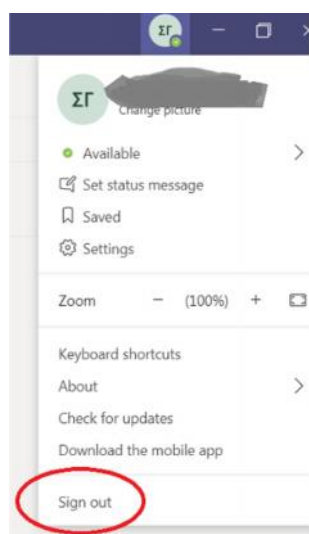 ΣΓ
ΣΓ
Change picture
Available
Set status message
Saved
Settings
Zoom − (100%) +
Keyboard shortcuts
About
Check for updates
Download the mobile app
Sign out